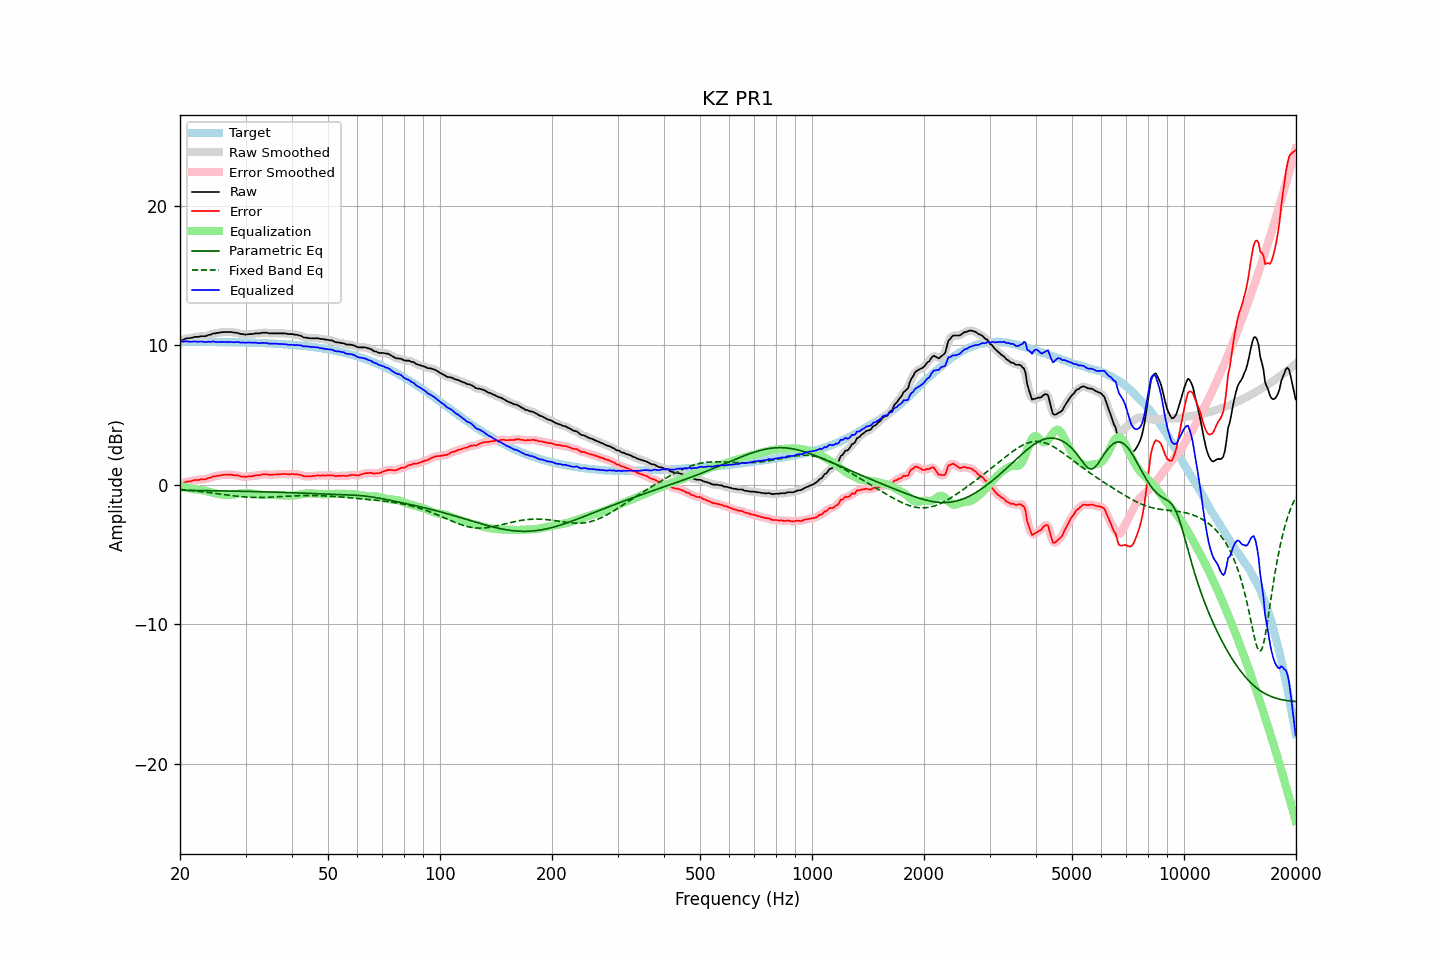 KZ PR1
Target
Raw Smoothed
Error Smoothed
Raw
Error
Equalization
Parametric Eq
Fixed Band Eq
Equalized
20
10
0
−10
−20
Amplitude (dBr)
20 50 100 200 500 1000 2000 5000 10000 20000
Frequency (Hz)